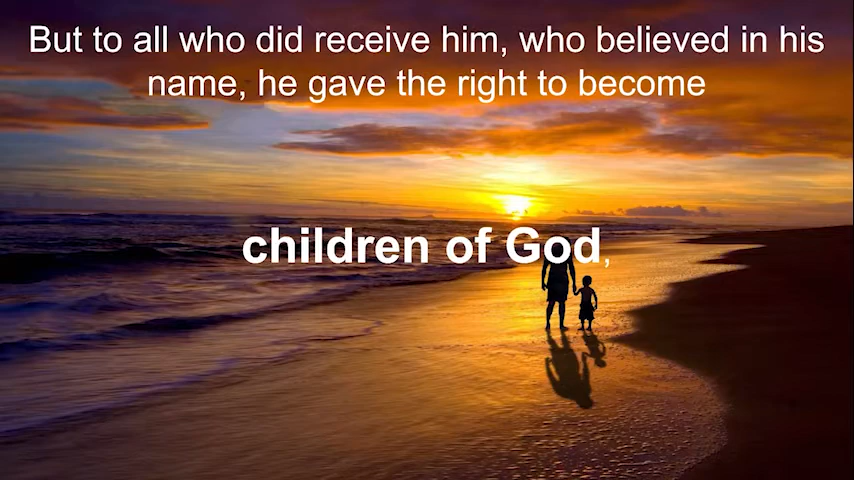 But to all who did receive him, who believed in his
name, he gave the right to become
children of God,